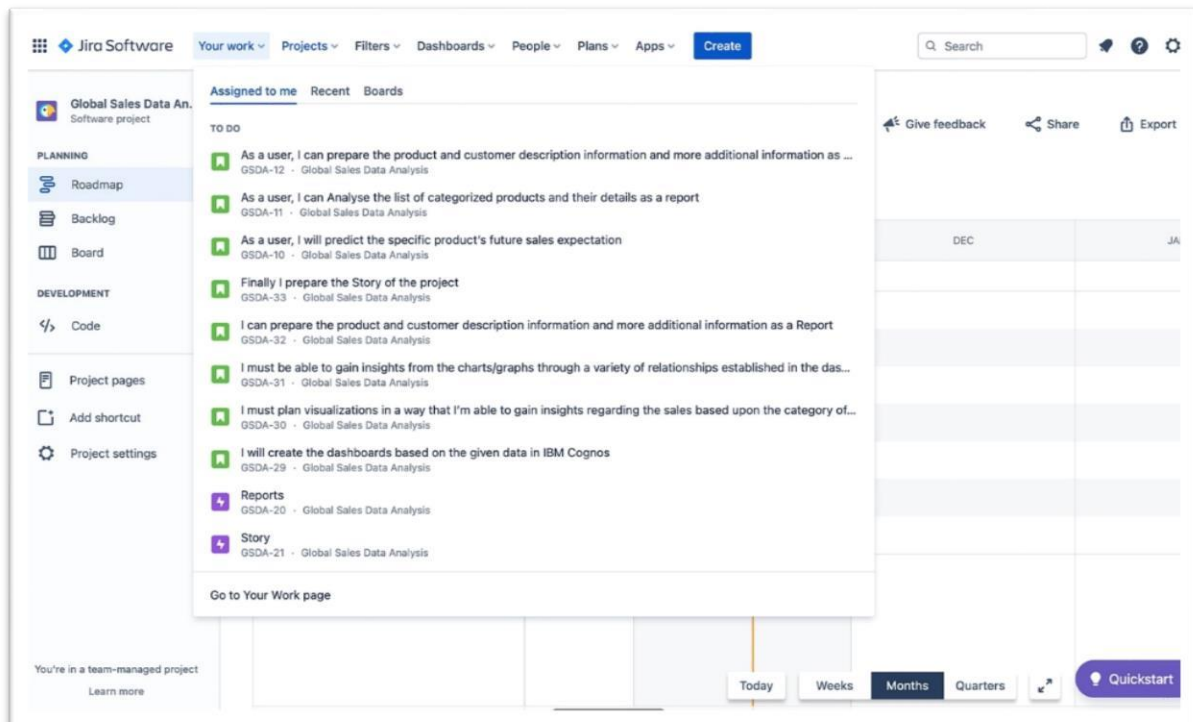 Jira Software Your work Projects Filters Dashboards People Plans Apps Create Search
Global Sales Data An.
Software project
PLANNING
Roadmap
Backlog
Board
DEVELOPMENT
Code
Project pages
Add shortcut
Project settings
You're in a team-managed project
Learn more
Assigned to me Recent Boards
TO DO
As a user, I can prepare the product and customer description information and more additional information as ...
GSDA-12 · Global Sales Data Analysis
As a user, I can Analyse the list of categorized products and their details as a report
GSDA-11 · Global Sales Data Analysis
As a user, I will predict the specific product's future sales expectation
GSDA-10 · Global Sales Data Analysis
Finally I prepare the Story of the project
GSDA-33 · Global Sales Data Analysis
I can prepare the product and customer description information and more additional information as a Report
GSDA-32 · Global Sales Data Analysis
I must be able to gain insights from the charts/graphs through a variety of relationships established in the das...
GSDA-31 · Global Sales Data Analysis
I must plan visualizations in a way that I'm able to gain insights regarding the sales based upon the category of...
GSDA-30 · Global Sales Data Analysis
I will create the dashboards based on the given data in IBM Cognos
GSDA-29 · Global Sales Data Analysis
Reports
GSDA-20 · Global Sales Data Analysis
Story
GSDA-21 · Global Sales Data Analysis
Go to Your Work page
Give feedback Share Export
DEC JA
Today Weeks Months Quarters
Quickstart